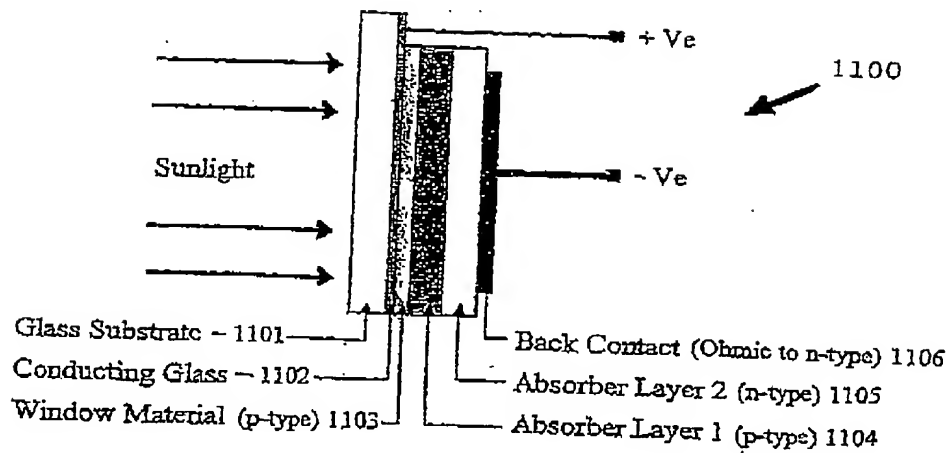 + Ve
1100
Sunlight
- Ve
Glass Substrate - 1101
Conducting Glass - 1102
Window Material (p-type) 1103
Back Contact (Ohmic to n-type) 1106
Absorber Layer 2 (n-type) 1105
Absorber Layer 1 (p-type) 1104